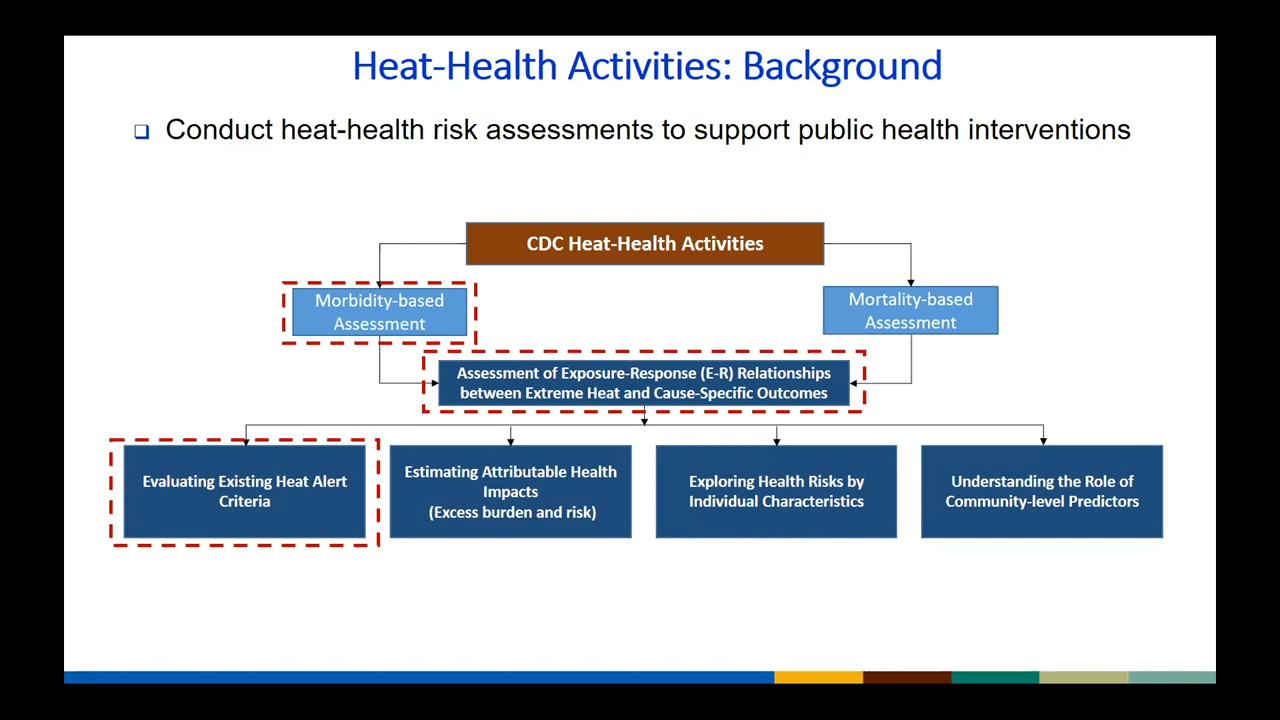 Heat-Health Activities: Background
Conduct heat-health risk assessments to support public health interventions
CDC Heat-Health Activities
Morbidity-based
Assessment
Mortality-based
Assessment
Assessment of Exposure-Response (E-R) Relationships
between Extreme Heat and Cause-Specific Outcomes
Evaluating Existing Heat Alert
Criteria
Estimating Attributable Health
Impacts
(Excess burden and risk)
Exploring Health Risks by
Individual Characteristics
Understanding the Role of
Community-level Predictors